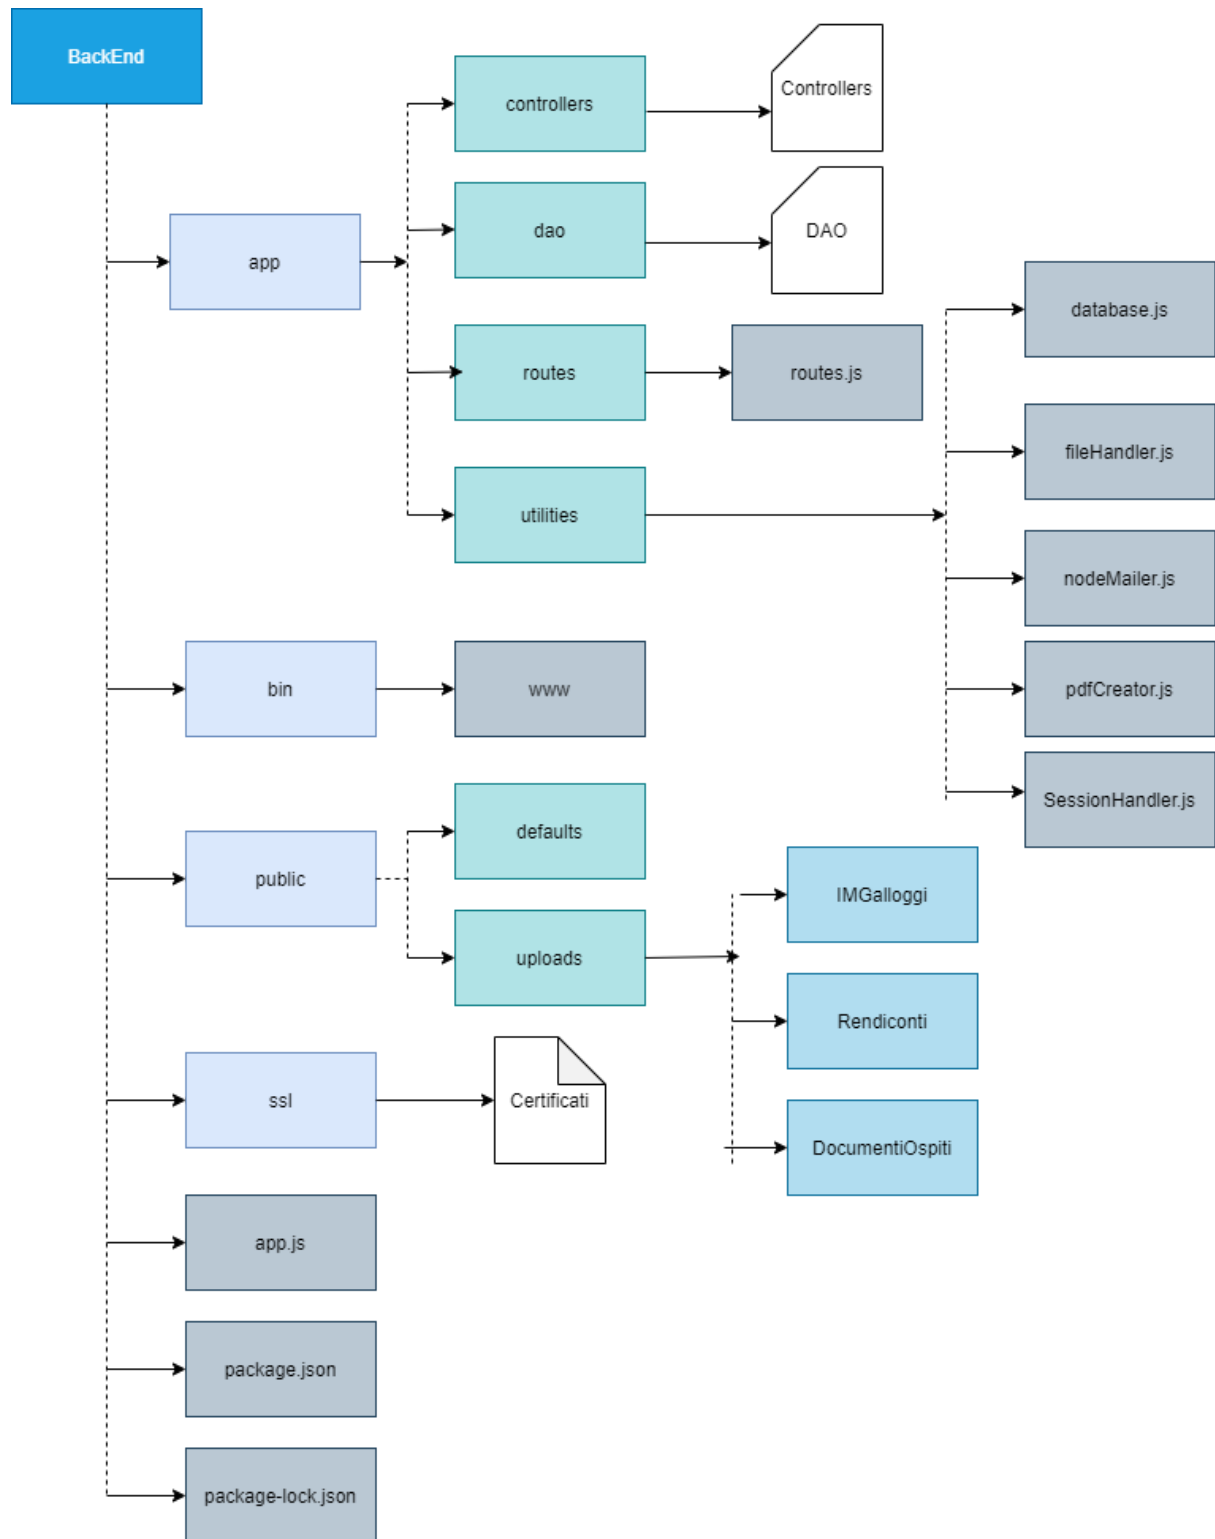 BackEnd
controllers
Controllers
dao
DAO
app
database.js
routes
routes.js
fileHandler.js
utilities
nodeMailer.js
bin
www
pdfCreator.js
SessionHandler.js
defaults
public
IMGalloggi
uploads
Rendiconti
ssl
Certificati
DocumentiOspiti
app.js
package.json
package-lock.json